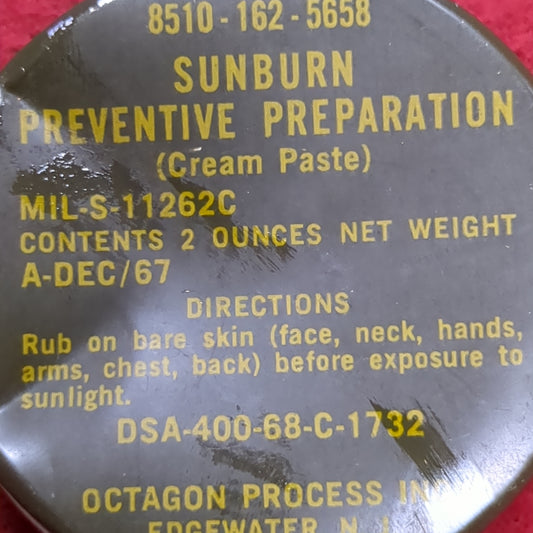 8510-162-5658
SUNBURN
PREVENTIVE PREPARATION
(Cream Paste)
MIL-S-11262C
CONTENTS 2 OUNCES NET WEIGHT
A-DEC/67
DIRECTIONS
Rub on bare skin (face, neck, hands,
arms, chest, back) before exposure to
sunlight.
DSA-400-68-C-1732
OCTAGON PROCESS
EDGEWATER N. J.